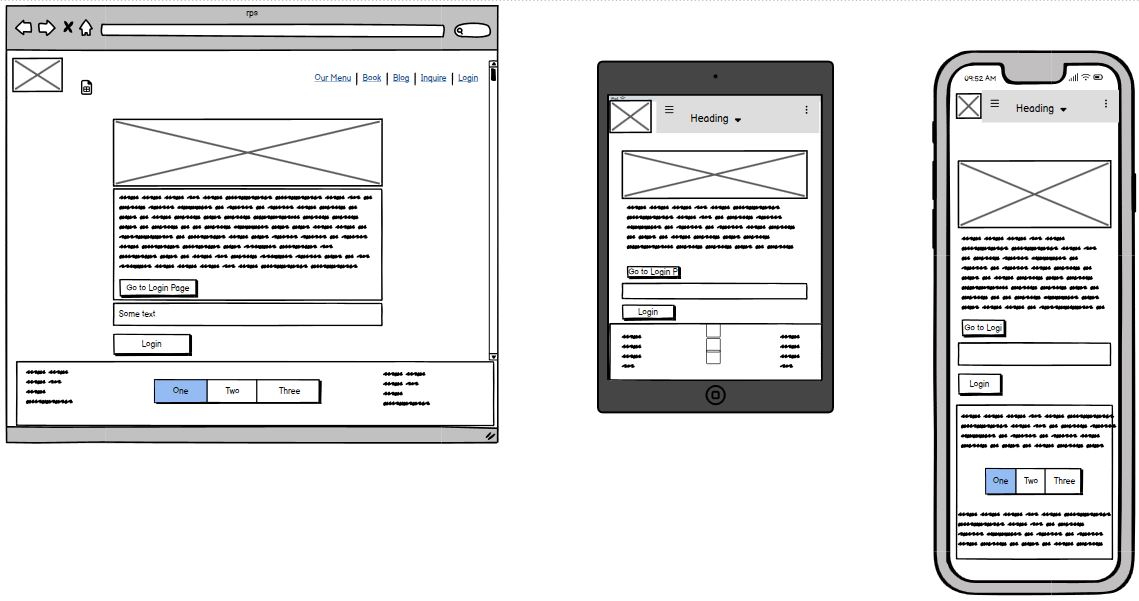 rps
Our Menu | Book | Blog | Inquire | Login
Go to Login Page
Some text
Login
One Two Three
Heading
Go to Login P
Login
09:52 AM
Heading
Go to Logi
Login
One Two Three